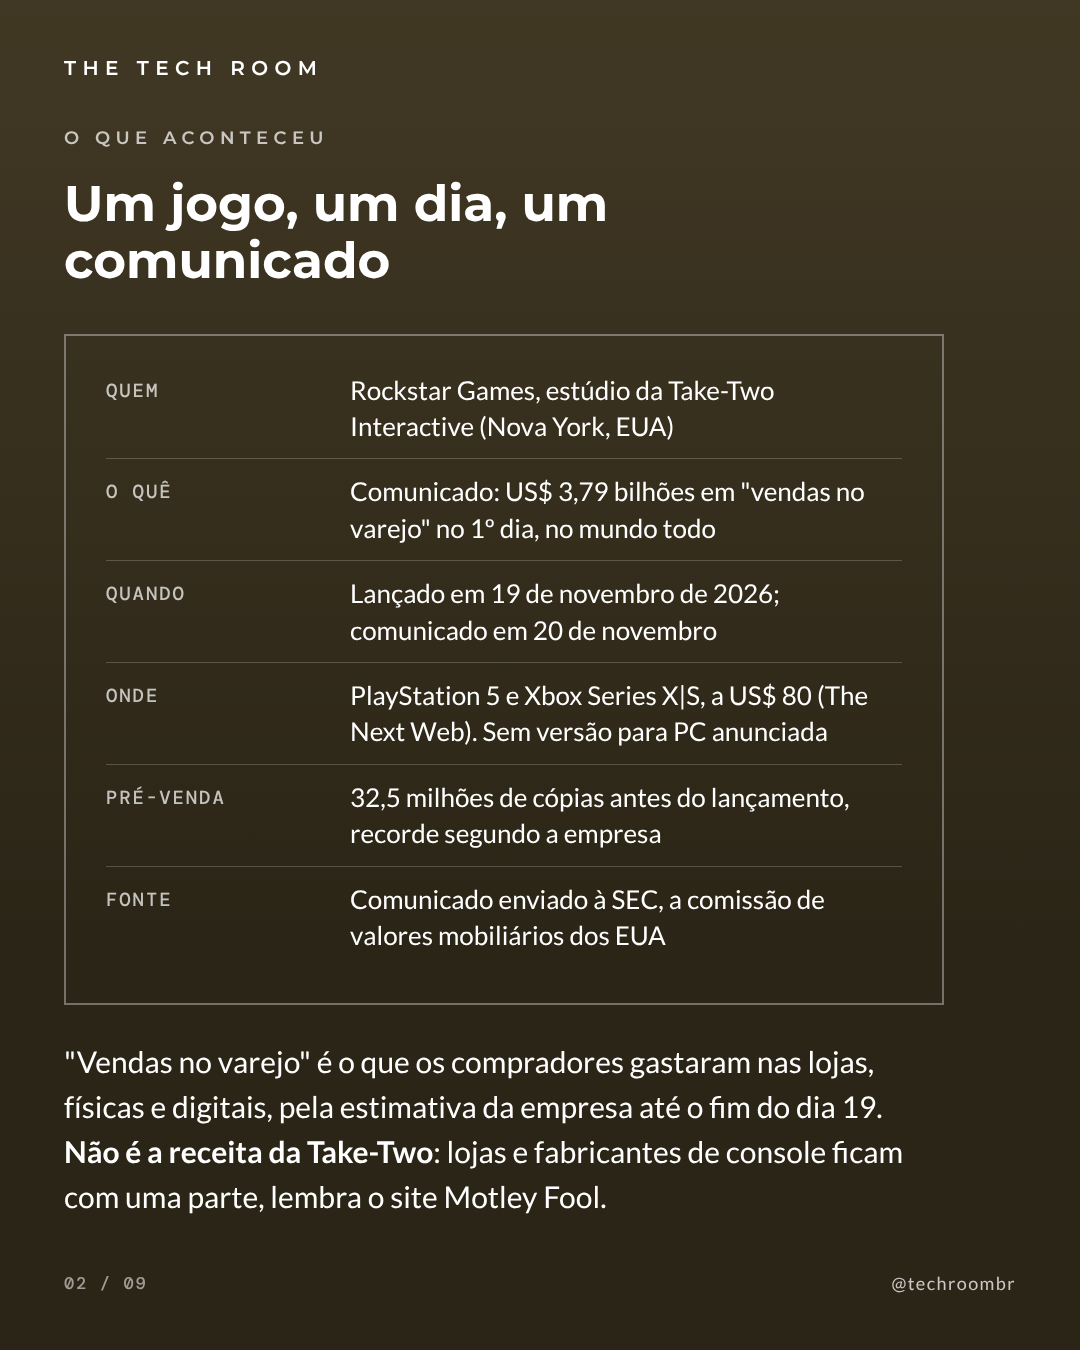 THE TECH ROOM
O QUE ACONTECEU
Um jogo, um dia, um
comunicado
QUEM
Rockstar Games, estúdio da Take-Two
Interactive (Nova York, EUA)
O QUÊ
Comunicado: US$ 3,79 bilhões em "vendas no
varejo" no 1º dia, no mundo todo
QUANDO
Lançado em 19 de novembro de 2026;
comunicado em 20 de novembro
ONDE
PlayStation 5 e Xbox Series X|S, a US$ 80 (The
Next Web). Sem versão para PC anunciada
PRÉ-VENDA
32,5 milhões de cópias antes do lançamento,
recorde segundo a empresa
FONTE
Comunicado enviado à SEC, a comissão de
valores mobiliários dos EUA
"Vendas no varejo" é o que os compradores gastaram nas lojas,
físicas e digitais, pela estimativa da empresa até o fim do dia 19.
Não é a receita da Take-Two: lojas e fabricantes de console ficam
com uma parte, lembra o site Motley Fool.
02 / 09
@techroombr